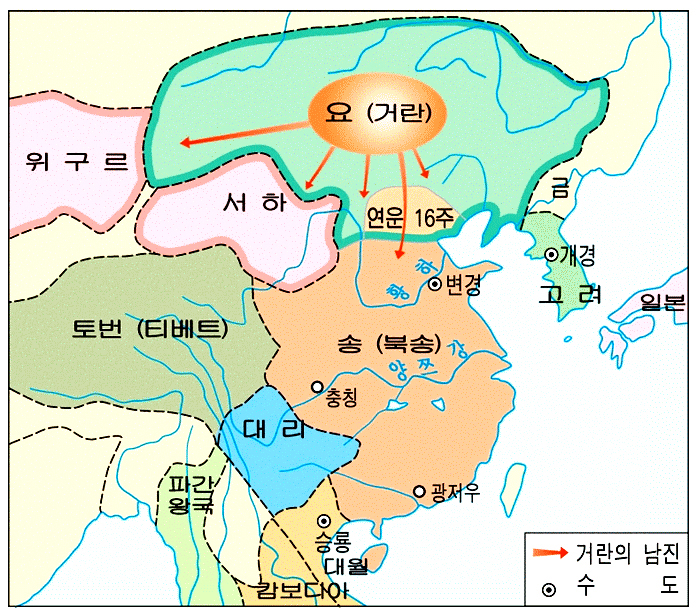 요 (거란)
위 구 르
서 하
연운 16주
금
개경
고 려
일본
황 하
변경
토번 (티베트)
송 (북송)
양 쯔 강
충칭
대 리
파간
왕국
광저우
승룡
대월
캄보디아
거란의 남진
수 도